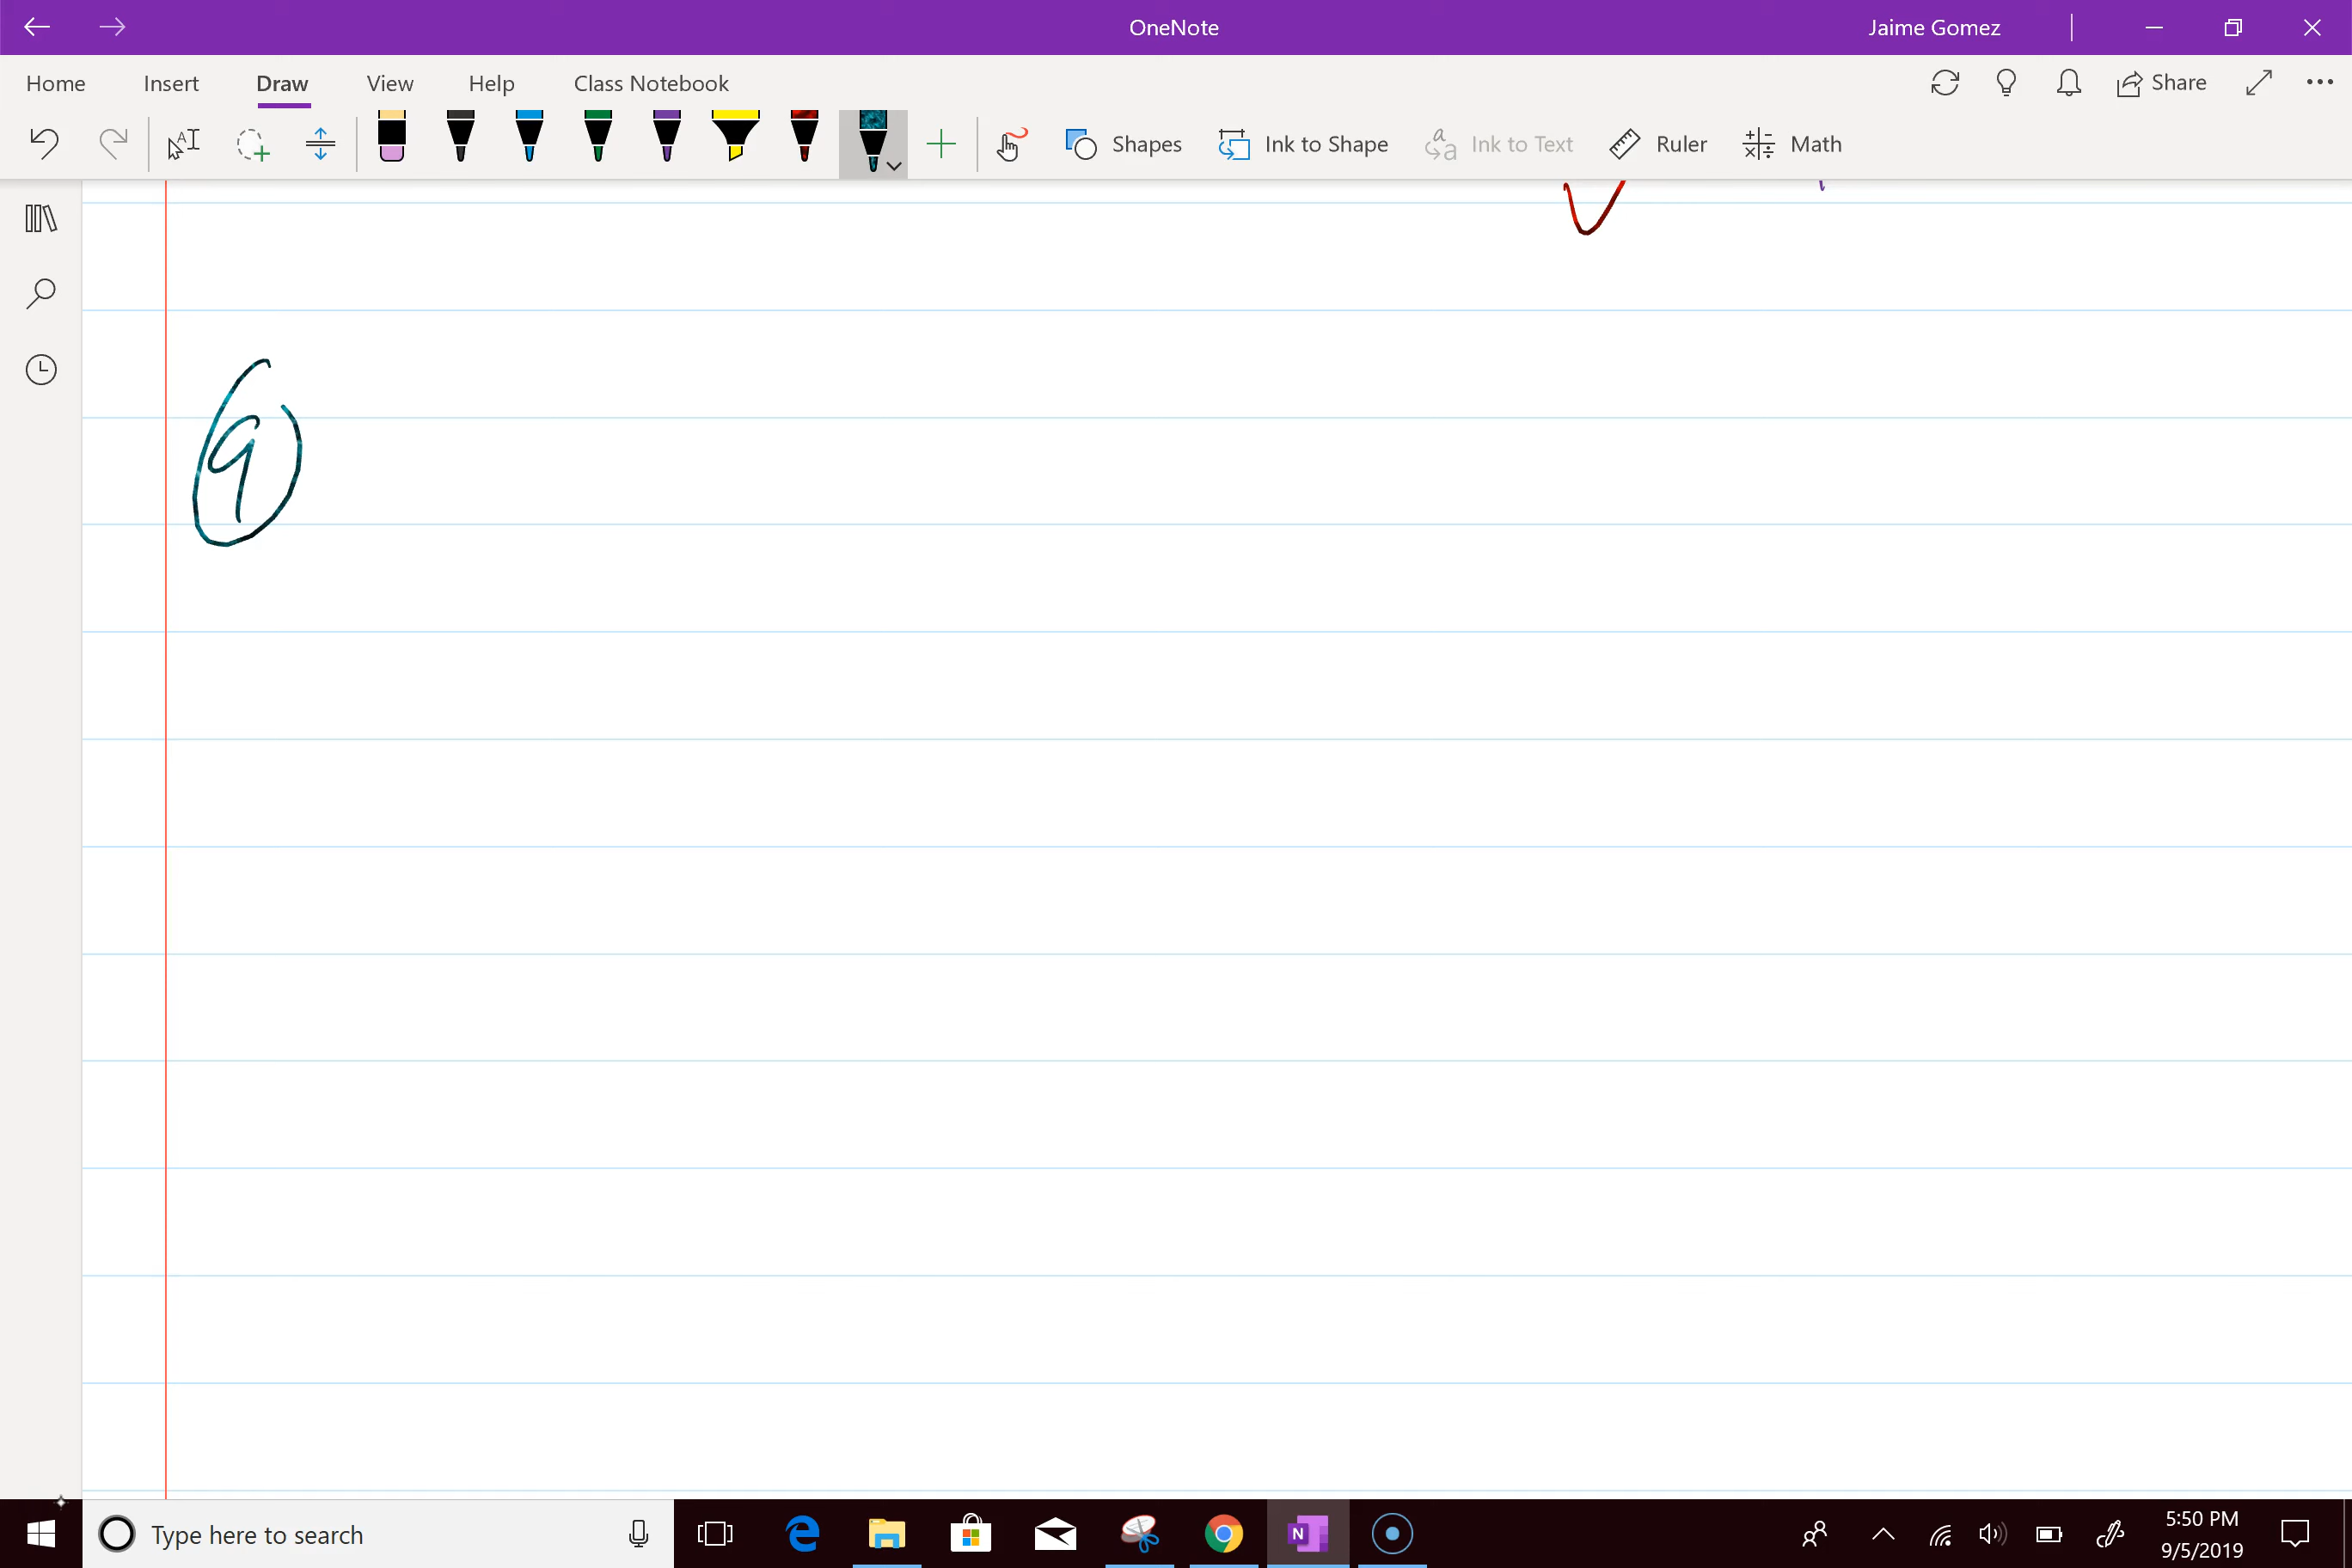 OneNote
Jaime Gomez
Home Insert Draw View Help Class Notebook
Share
Shapes Ink to Shape Ink to Text Ruler Math
9
Type here to search
5:50 PM
9/5/2019